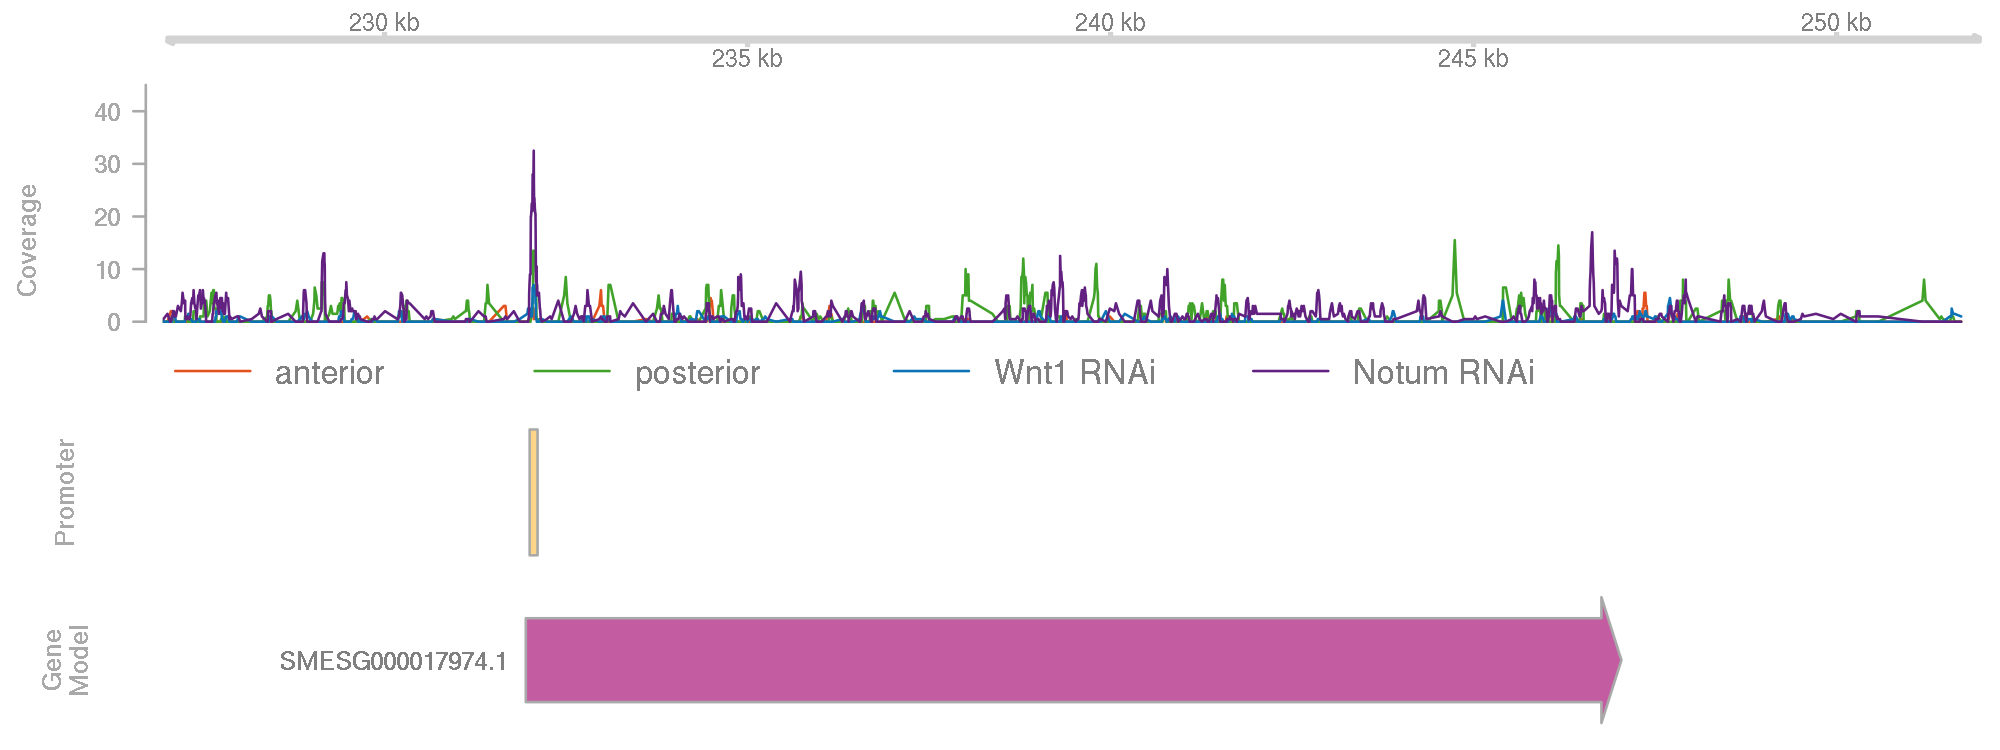 230 kb
240 kb
250 kb
235 kb
245 kb
Coverage
40
30
20
10
0
anterior
posterior
Wnt1 RNAi
Notum RNAi
Promoter
Gene
Model
SMESG000017974.1